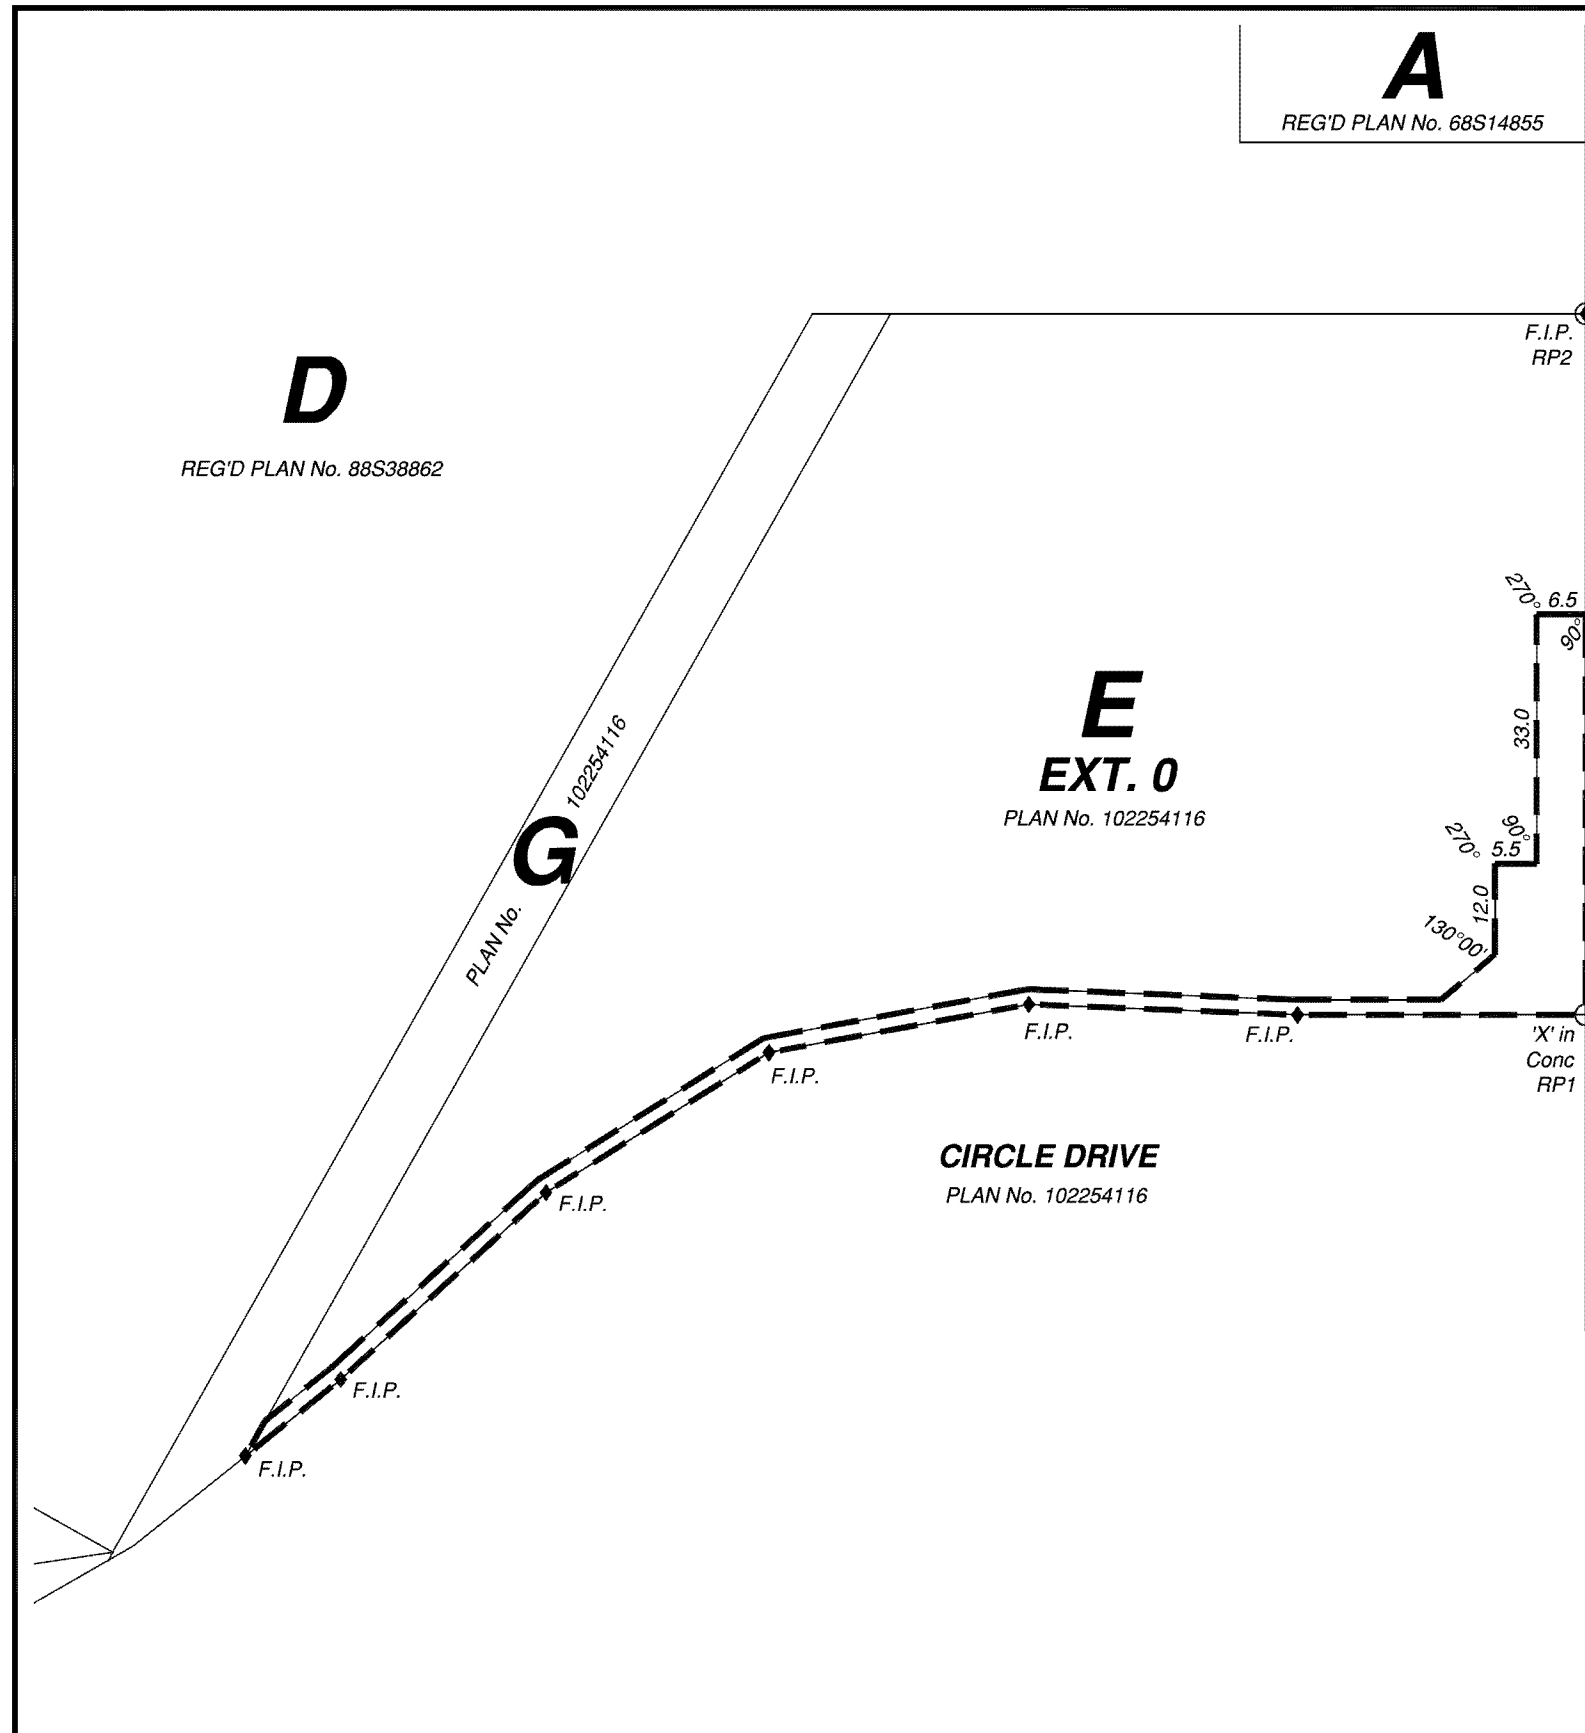 A
REG'D PLAN No. 68S14855
F.I.P.
RP2
D
REG'D PLAN No. 88S38862
270°
6.5
90°
33.0
E
EXT. 0
PLAN No. 102254116
PLAN No. G 102254116
270°
5.5
90°
12.0
130°00'
F.I.P.
F.I.P.
'X' in
Conc
RP1
F.I.P.
CIRCLE DRIVE
PLAN No. 102254116
F.I.P.
F.I.P.
F.I.P.